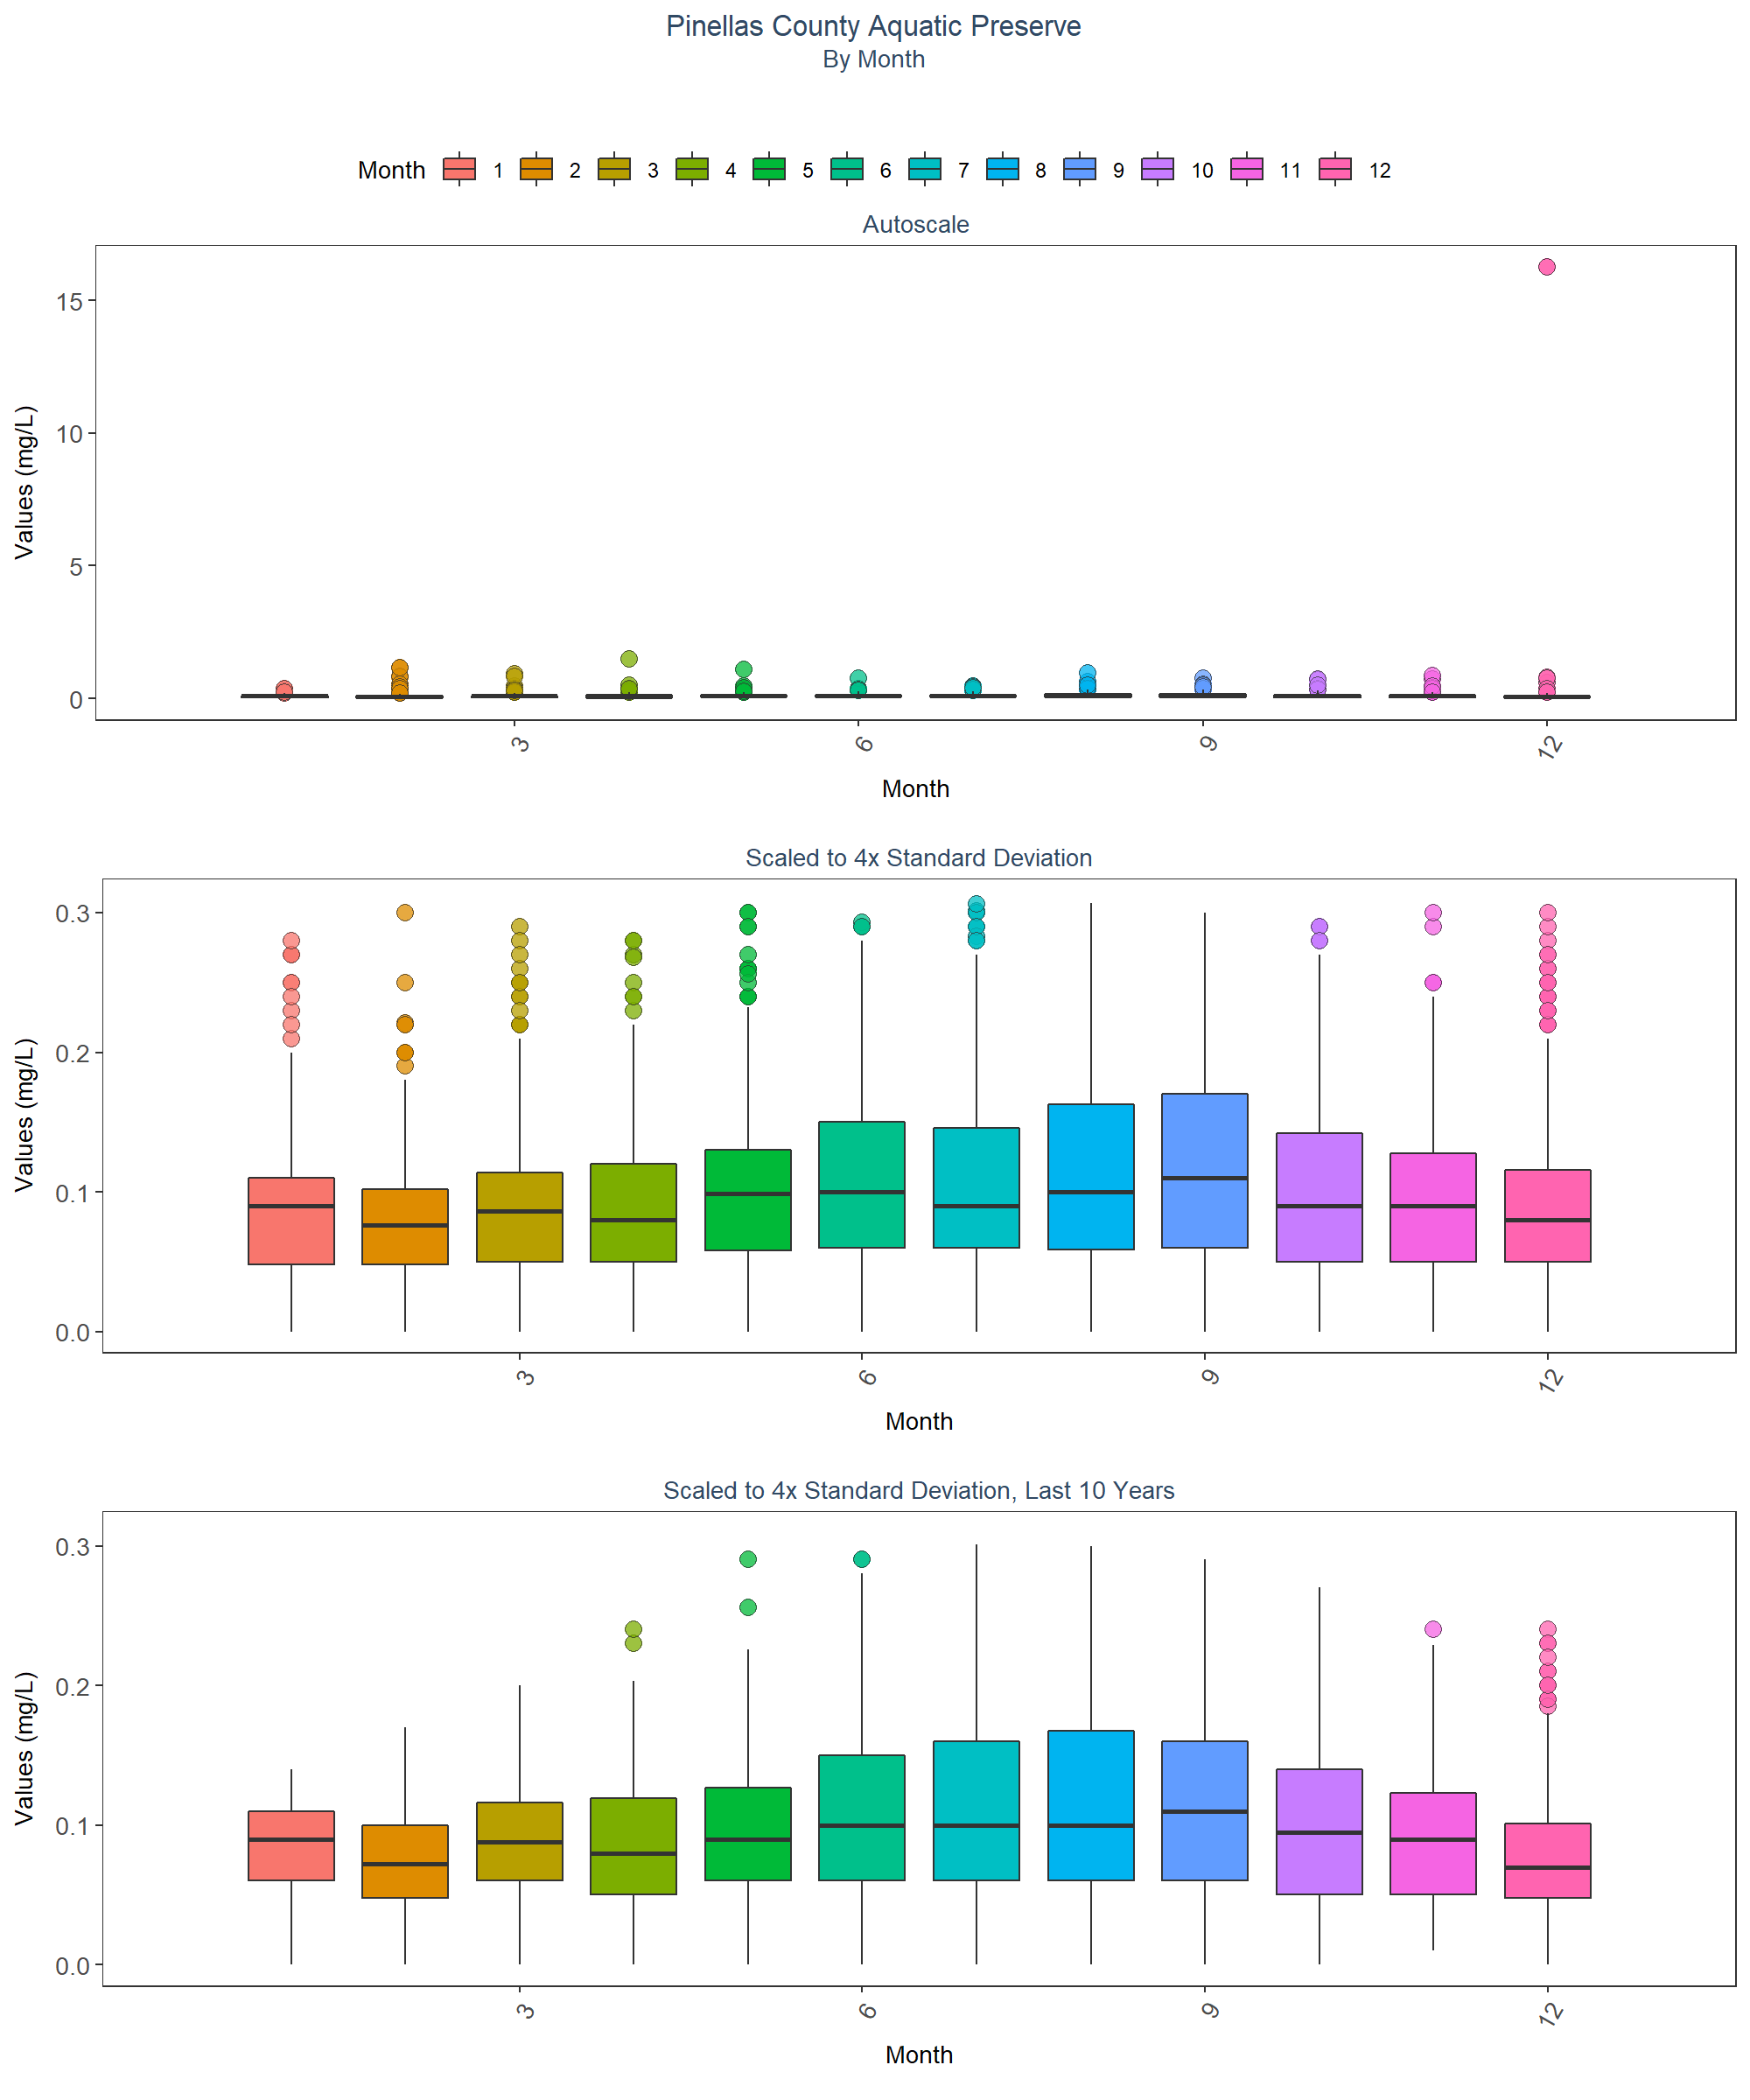 Pinellas County Aquatic Preserve
By Month
Month 1 2 3 4 5 6 7 8 9 10 11 12
Autoscale
Values (mg/L)
15
10
5
0
3 6 9 12
Month
Scaled to 4x Standard Deviation
Values (mg/L)
0.3
0.2
0.1
0.0
3 6 9 12
Month
Scaled to 4x Standard Deviation, Last 10 Years
Values (mg/L)
0.3
0.2
0.1
0.0
3 6 9 12
Month